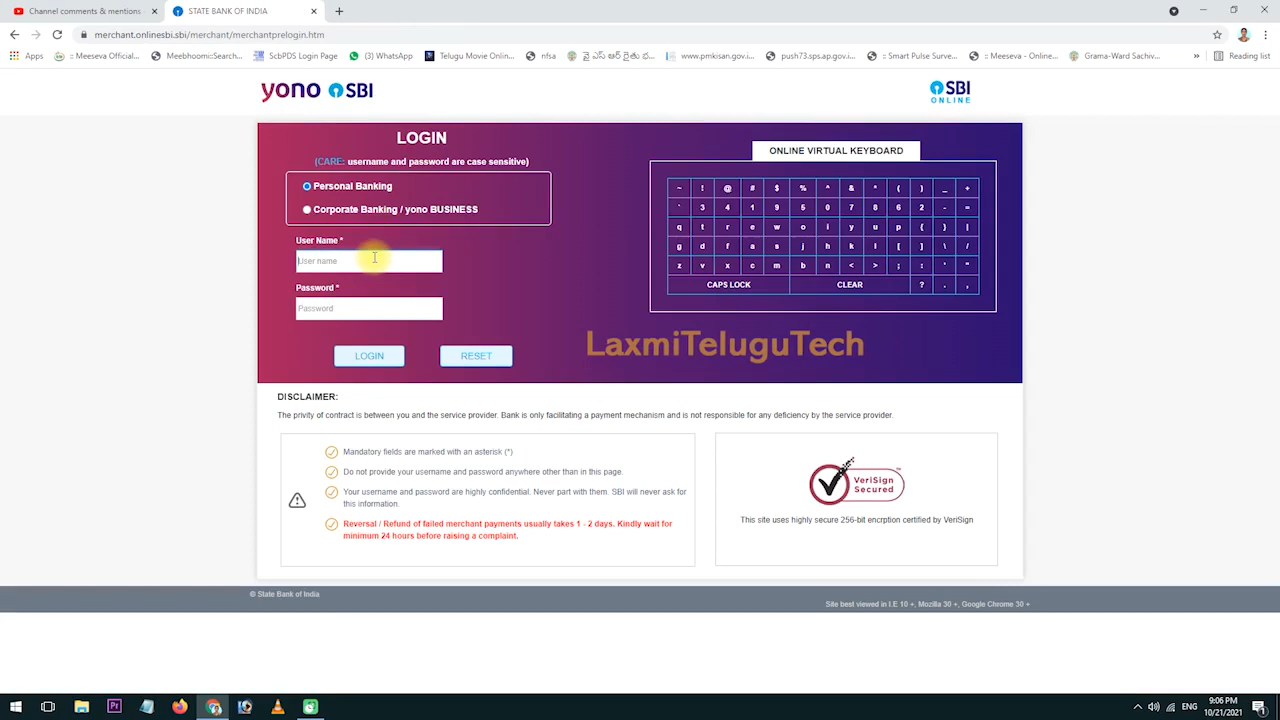 Channel comments & activity
STATE BANK OF INDIA
merchant.onlinesbi.sbi/merchant/merchantprelogin.htm
Apps
:: Meeseva Official...
Meebhoomi:::Search...
ScbPDS Login Page
(3) WhatsApp
Telugu Movie Onlin...
nfsa
వై ఎస్ ఆర్ రైతు భ...
www.pmkisan.gov.i...
push73.sps.ap.gov.i...
:: Smart Pulse Surve...
:: Meeseva - Online...
Grama-Ward Sachiv...
»
Reading list
yono SBI
SBI
ONLINE
LOGIN
(CARE: username and password are case sensitive)
Personal Banking
Corporate Banking / yono BUSINESS
User Name *
User name
Password *
Password
LOGIN
RESET
ONLINE VIRTUAL KEYBOARD
~ ! @ # $ % ^ & * ( ) _ +
` 3 4 1 9 5 0 7 8 6 2 - =
q t r e w o i y u p { } |
g d f a s j h k l [ ] \ /
z v x c m b n < > ; : ' "
CAPS LOCK CLEAR ? . ,
LaxmiTeluguTech
DISCLAIMER:
The privity of contract is between you and the service provider. Bank is only facilitating a payment mechanism and is not responsible for any deficiency by the service provider.
Mandatory fields are marked with an asterisk (*)
Do not provide your username and password anywhere other than in this page.
Your username and password are highly confidential. Never part with them. SBI will never ask for
this information.
Reversal / Refund of failed merchant payments usually takes 1 - 2 days. Kindly wait for
minimum 24 hours before raising a complaint.
VeriSign
Secured
™
This site uses highly secure 256-bit encrption certified by VeriSign
© State Bank of India
Site best viewed in I.E 10 +, Mozilla 30 +, Google Chrome 30 +
Pr
ENG
9:06 PM
10/21/2021
1